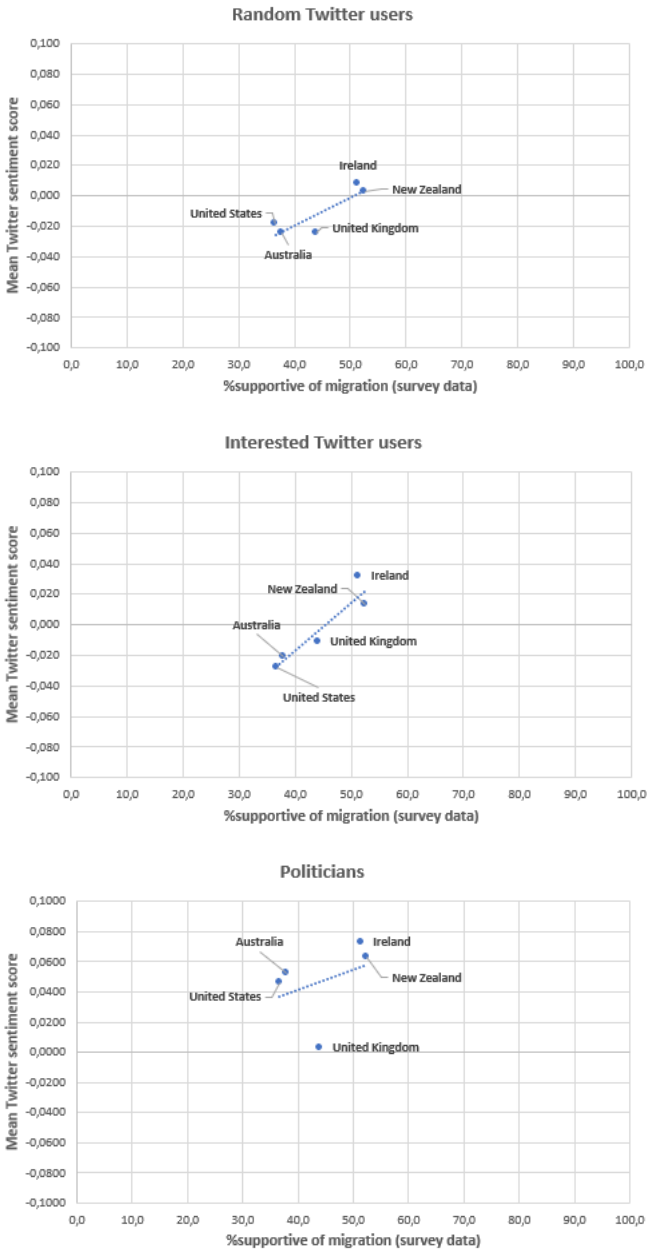 Random Twitter users
Mean Twitter sentiment score
0,100
0,080
0,060
0,040
0,020
0,000
-0,020
-0,040
-0,060
-0,080
-0,100
Ireland
New Zealand
United States
United Kingdom
Australia
0,0 10,0 20,0 30,0 40,0 50,0 60,0 70,0 80,0 90,0 100,0
%supportive of migration (survey data)
Interested Twitter users
Mean Twitter sentiment score
0,100
0,080
0,060
0,040
0,020
0,000
-0,020
-0,040
-0,060
-0,080
-0,100
Ireland
New Zealand
Australia
United Kingdom
United States
0,0 10,0 20,0 30,0 40,0 50,0 60,0 70,0 80,0 90,0 100,0
%supportive of migration (survey data)
Politicians
Mean Twitter sentiment score
0,1000
0,0800
0,0600
0,0400
0,0200
0,0000
-0,0200
-0,0400
-0,0600
-0,0800
-0,1000
Australia
Ireland
New Zealand
United States
United Kingdom
0,0 10,0 20,0 30,0 40,0 50,0 60,0 70,0 80,0 90,0 100,0
%supportive of migration (survey data)